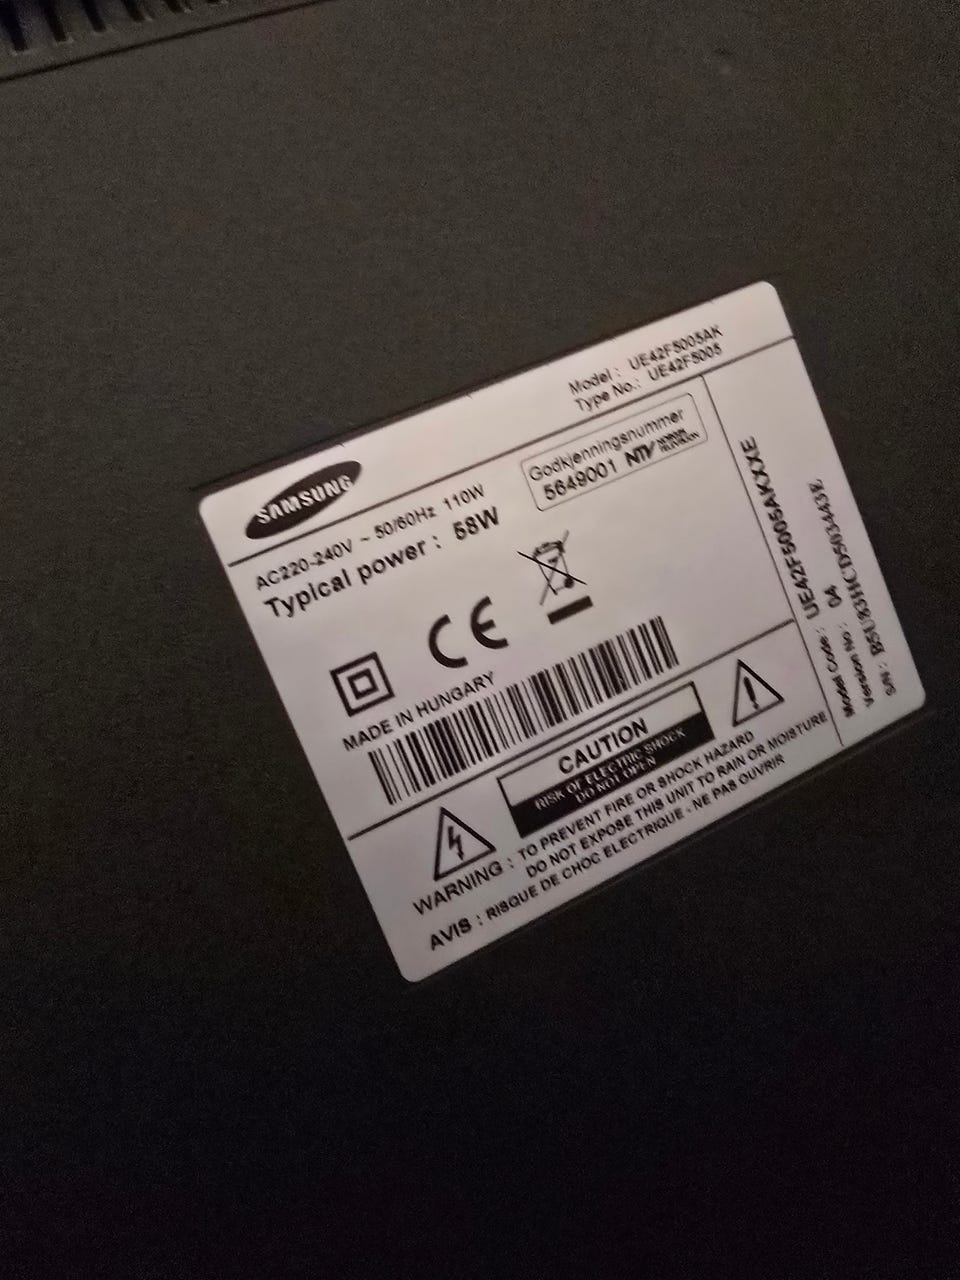 SAMSUNG
Model : UE42F5005AK
Type No.: UE42F5005
AC220-240V ~ 50/60Hz 110W
Typical power : 58W
Godkjenningsnummer
5649001 NTV NORDIG TELEVISION
CE
MADE IN HUNGARY
CAUTION
RISK OF ELECTRIC SHOCK
DO NOT OPEN
WARNING : TO PREVENT FIRE OR SHOCK HAZARD
DO NOT EXPOSE THIS UNIT TO RAIN OR MOISTURE
AVIS : RISQUE DE CHOC ELECTRIQUE - NE PAS OUVRIR
Model Code : UE42F5005AKXXE
Version No : 04
S/N :